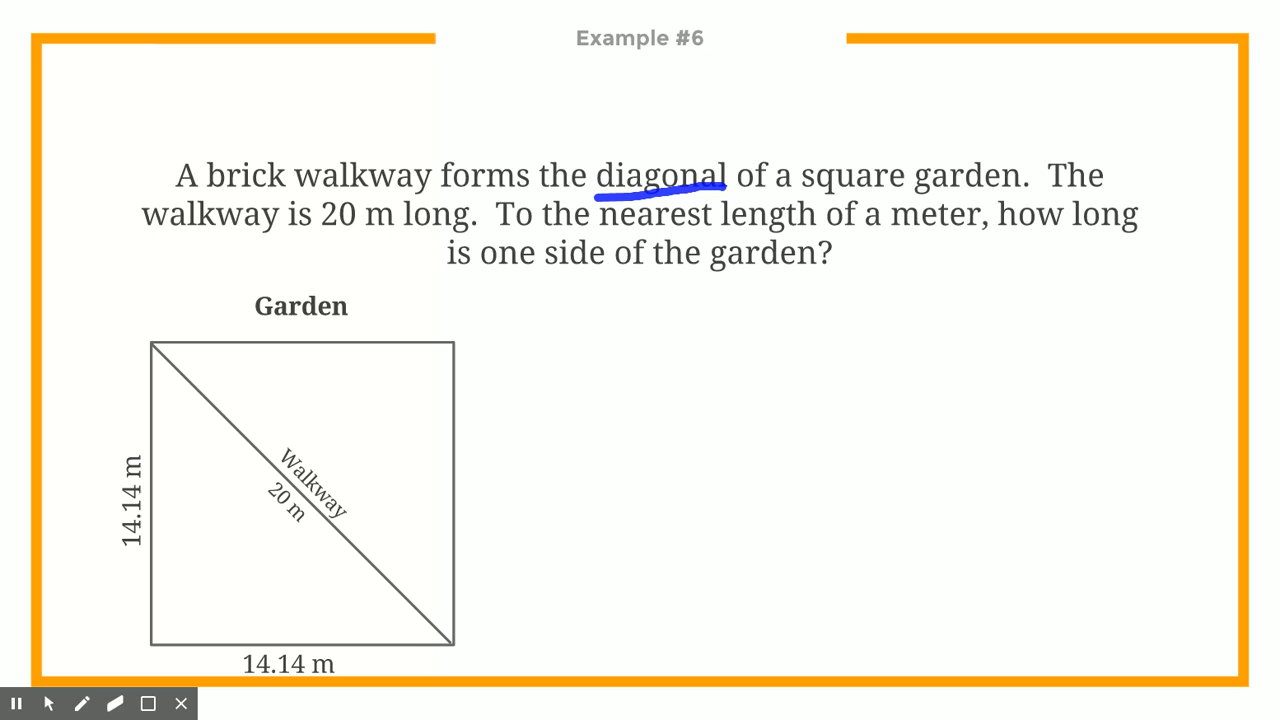 Example #6
A brick walkway forms the diagonal of a square garden. The
walkway is 20 m long. To the nearest length of a meter, how long
is one side of the garden?
Garden
14.14 m
Walkway
20 m
14.14 m